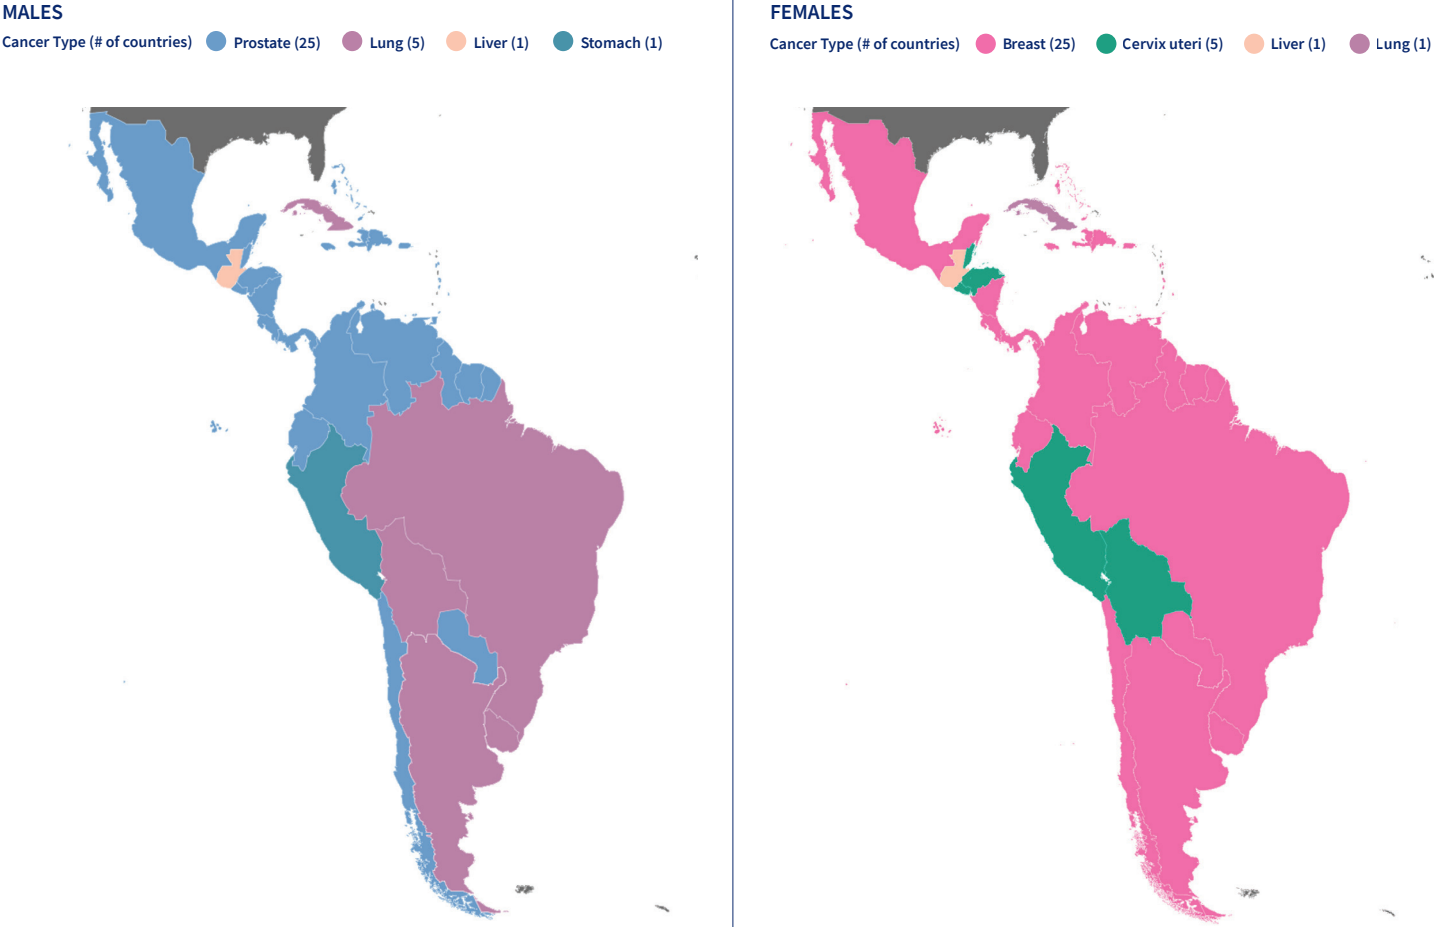 MALES
Cancer Type (# of countries) Prostate (25) Lung (5) Liver (1) Stomach (1)
FEMALES
Cancer Type (# of countries) Breast (25) Cervix uteri (5) Liver (1) Lung (1)